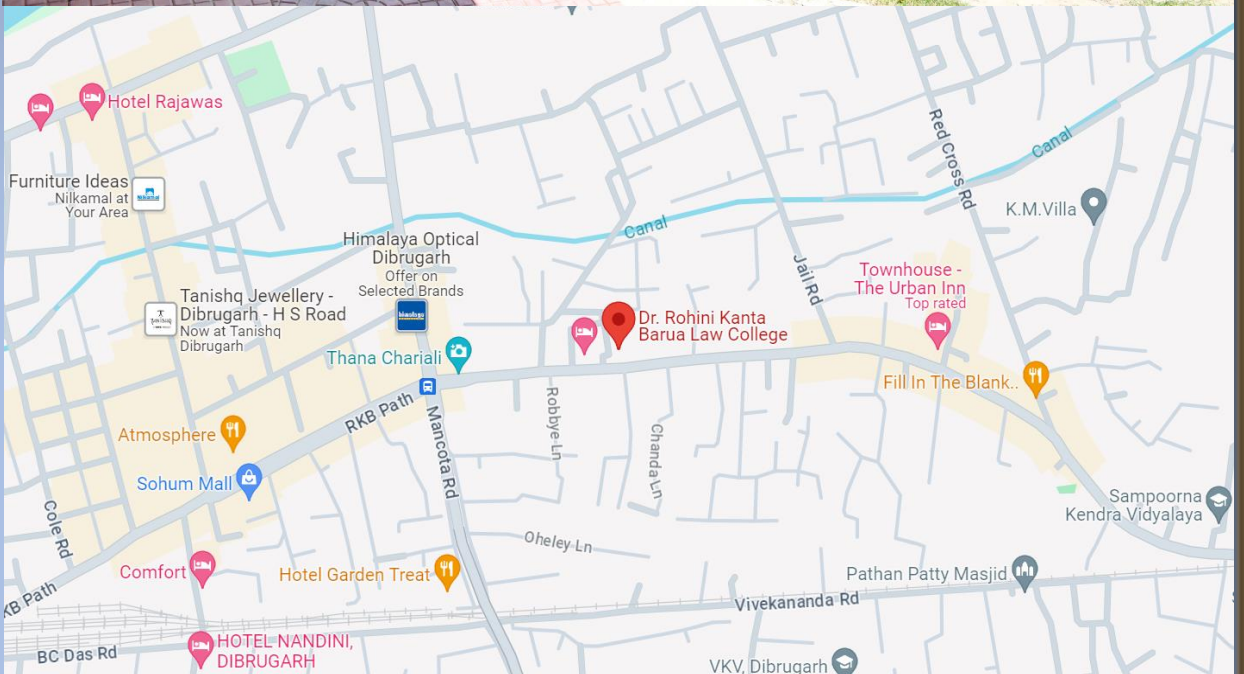 Hotel Rajawas
Furniture Ideas
Nilkamal at
Your Area
Red Cross Rd
Canal
K.M.Villa
Canal
Himalaya Optical
Dibrugarh
Offer on
Selected Brands
himalaya
Jail Rd
Townhouse -
The Urban Inn
Top rated
Tanishq Jewellery -
Dibrugarh - H S Road
Now at Tanishq
Dibrugarh
Dr. Rohini Kanta
Barua Law College
Thana Chariali
Fill In The Blank..
RKB Path
Mancota Rd
Robbye Ln
Chanda Ln
Atmosphere
Sohum Mall
Cole Rd
Sampoorna
Kendra Vidyalaya
Oheley Ln
Comfort
Hotel Garden Treat
Pathan Patty Masjid
KB Path
Vivekananda Rd
HOTEL NANDINI,
DIBRUGARH
BC Das Rd
VKV, Dibrugarh